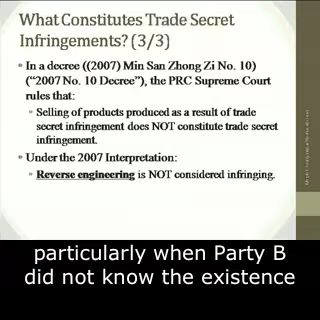 What Constitutes Trade Secret
Infringements? (3/3)
• In a decree ((2007) Min San Zhong Zi No. 10)
("2007 No. 10 Decree"), the PRC Supreme Court
rules that:
• Selling of products produced as a result of trade
secret infringement does NOT constitute trade secret
infringement.
• Under the 2007 Interpretation:
• Reverse engineering is NOT considered infringing.
particularly when Party B
did not know the existence